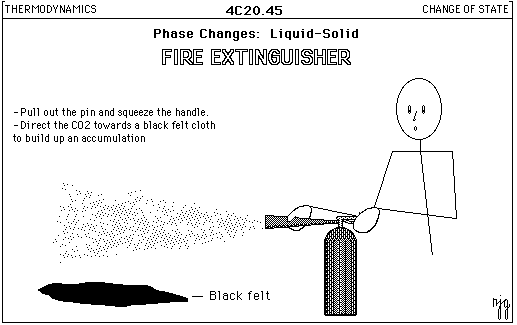 THERMODYNAMICS 4C20.45 CHANGE OF STATE
Phase Changes: Liquid-Solid
FIRE EXTINGUISHER
-Pull out the pin and squeeze the handle.
-Direct the CO2 towards a black felt cloth
to build up an accumulation
Black felt
njg